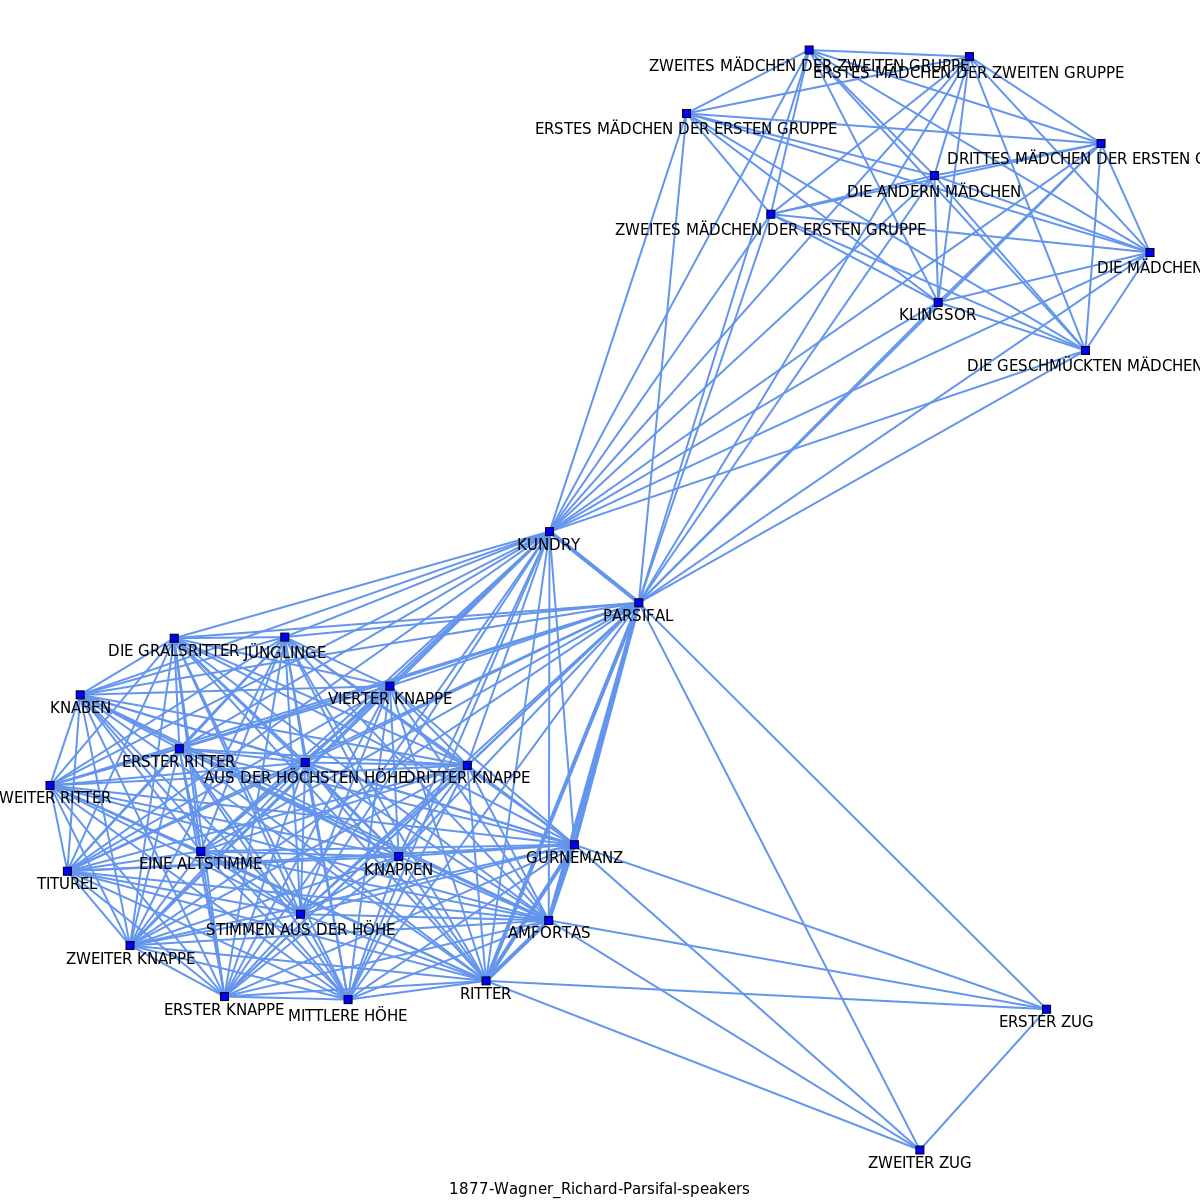 ZWEITES MÄDCHEN DER ZWEITEN GRUPPE
ERSTES MÄDCHEN DER ZWEITEN GRUPPE
ERSTES MÄDCHEN DER ERSTEN GRUPPE
DRITTES MÄDCHEN DER ERSTEN G
DIE ANDERN MÄDCHEN
ZWEITES MÄDCHEN DER ERSTEN GRUPPE
DIE MÄDCHEN
KLINGSOR
DIE GESCHMÜCKTEN MÄDCHEN
KUNDRY
PARSIFAL
DIE GRALSRITTER
JÜNGLINGE
VIERTER KNAPPE
KNABEN
ERSTER RITTER
AUS DER HÖCHSTEN HÖHE
DRITTER KNAPPE
WEITER RITTER
EINE ALTSTIMME
KNAPPEN
GURNEMANZ
TITUREL
STIMMEN AUS DER HÖHE
AMFORTAS
ZWEITER KNAPPE
RITTER
ERSTER KNAPPE
MITTLERE HÖHE
ERSTER ZUG
ZWEITER ZUG
1877-Wagner_Richard-Parsifal-speakers